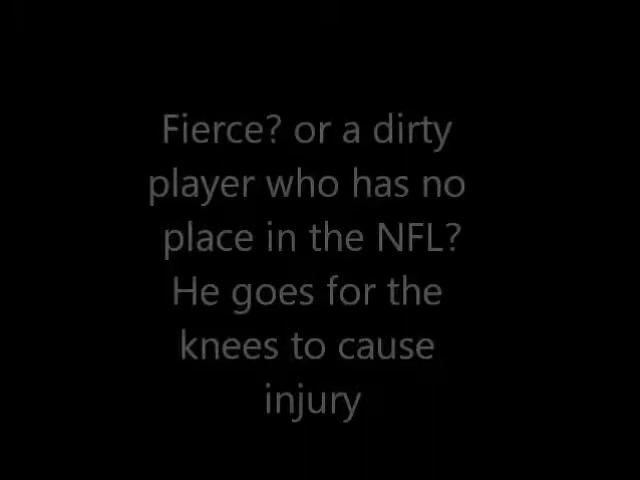 Fierce? or a dirty
player who has no
place in the NFL?
He goes for the
knees to cause
injury